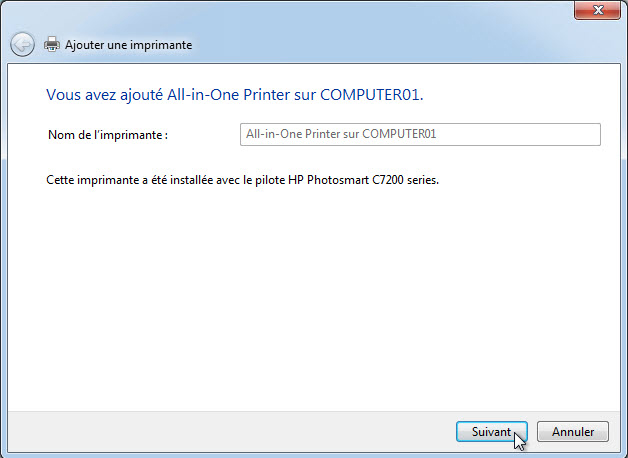 Ajouter une imprimante
Vous avez ajouté All-in-One Printer sur COMPUTER01.
Nom de l'imprimante : All-in-One Printer sur COMPUTER01
Cette imprimante a été installée avec le pilote HP Photosmart C7200 series.
Suivant Annuler